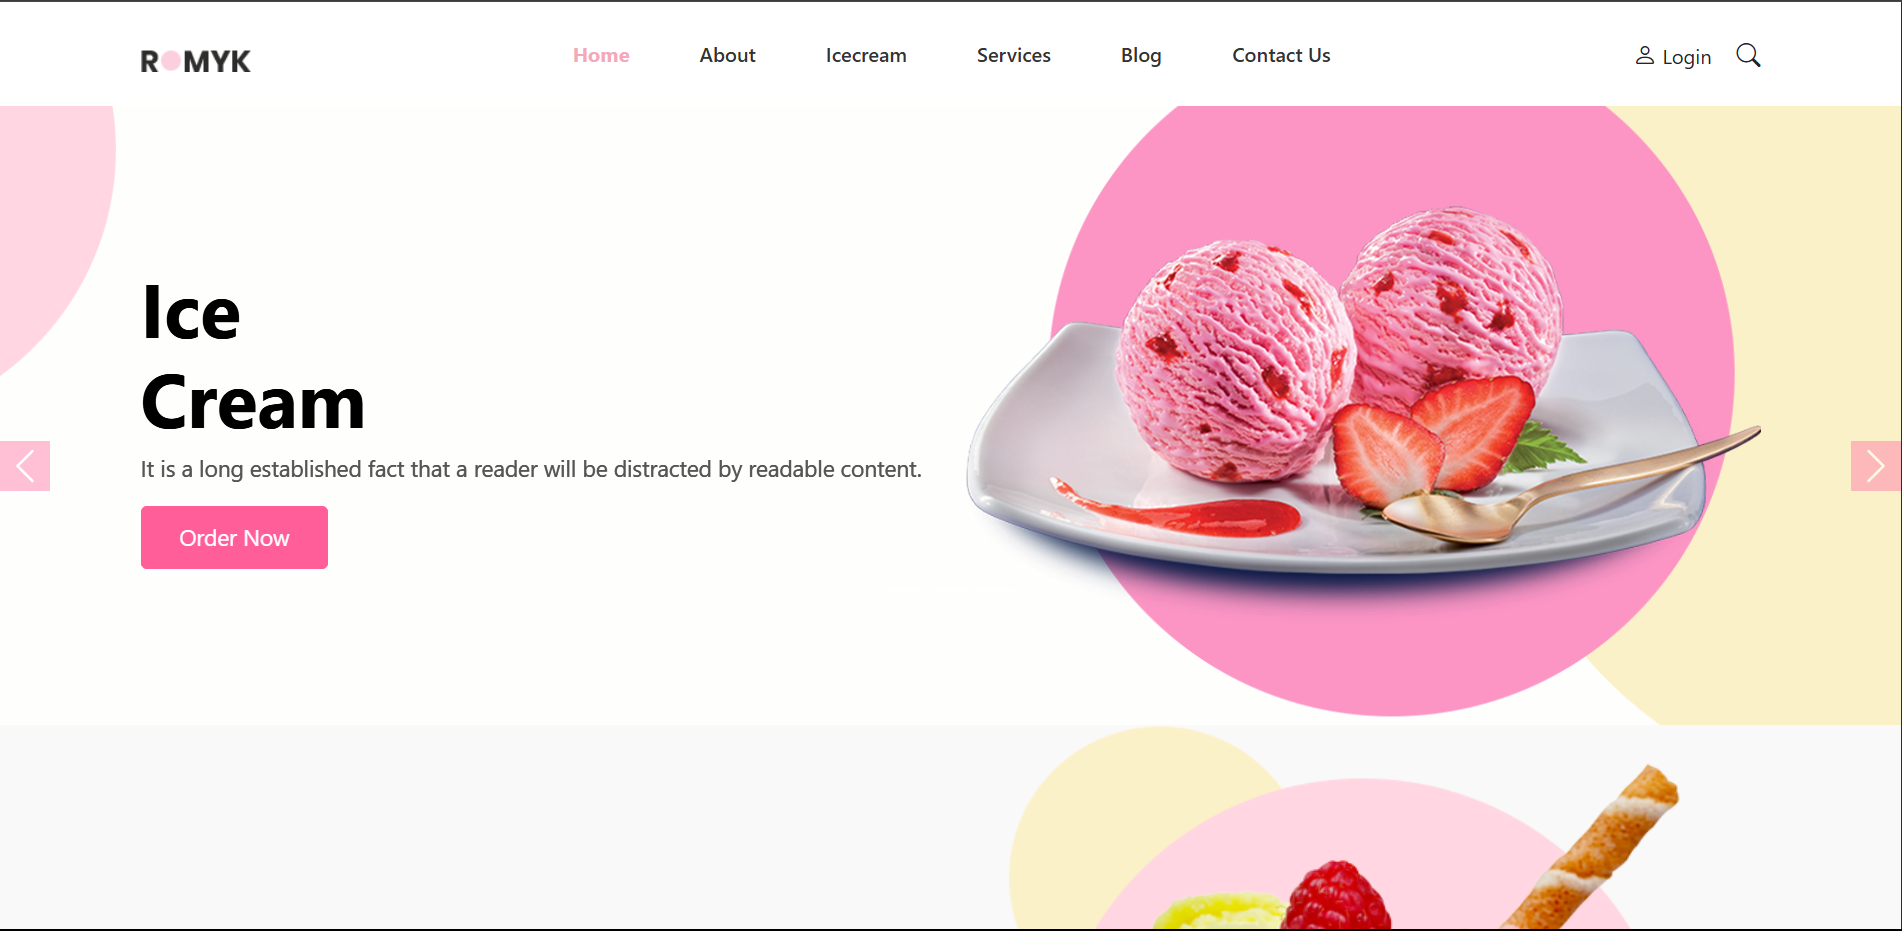 ROMYK
Home About Icecream Services Blog Contact Us
Login
Ice
Cream
It is a long established fact that a reader will be distracted by readable content.
Order Now